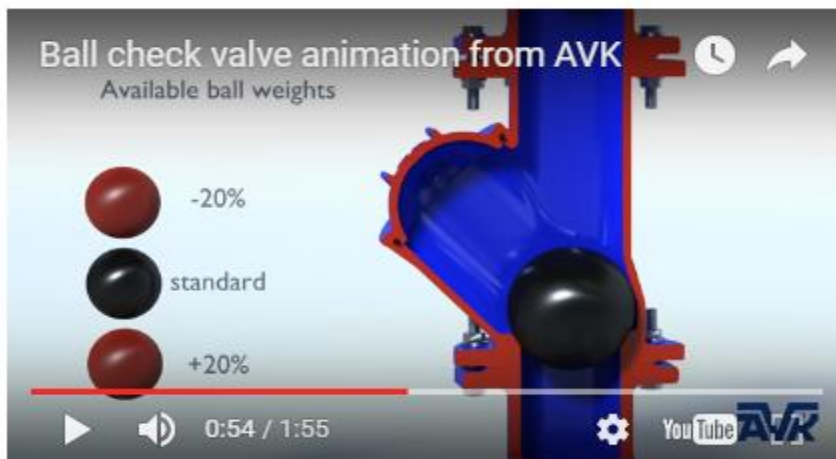 Ball check valve animation from AVK
Available ball weights
-20%
standard
+20%
0:54 / 1:55
YouTube
AVK